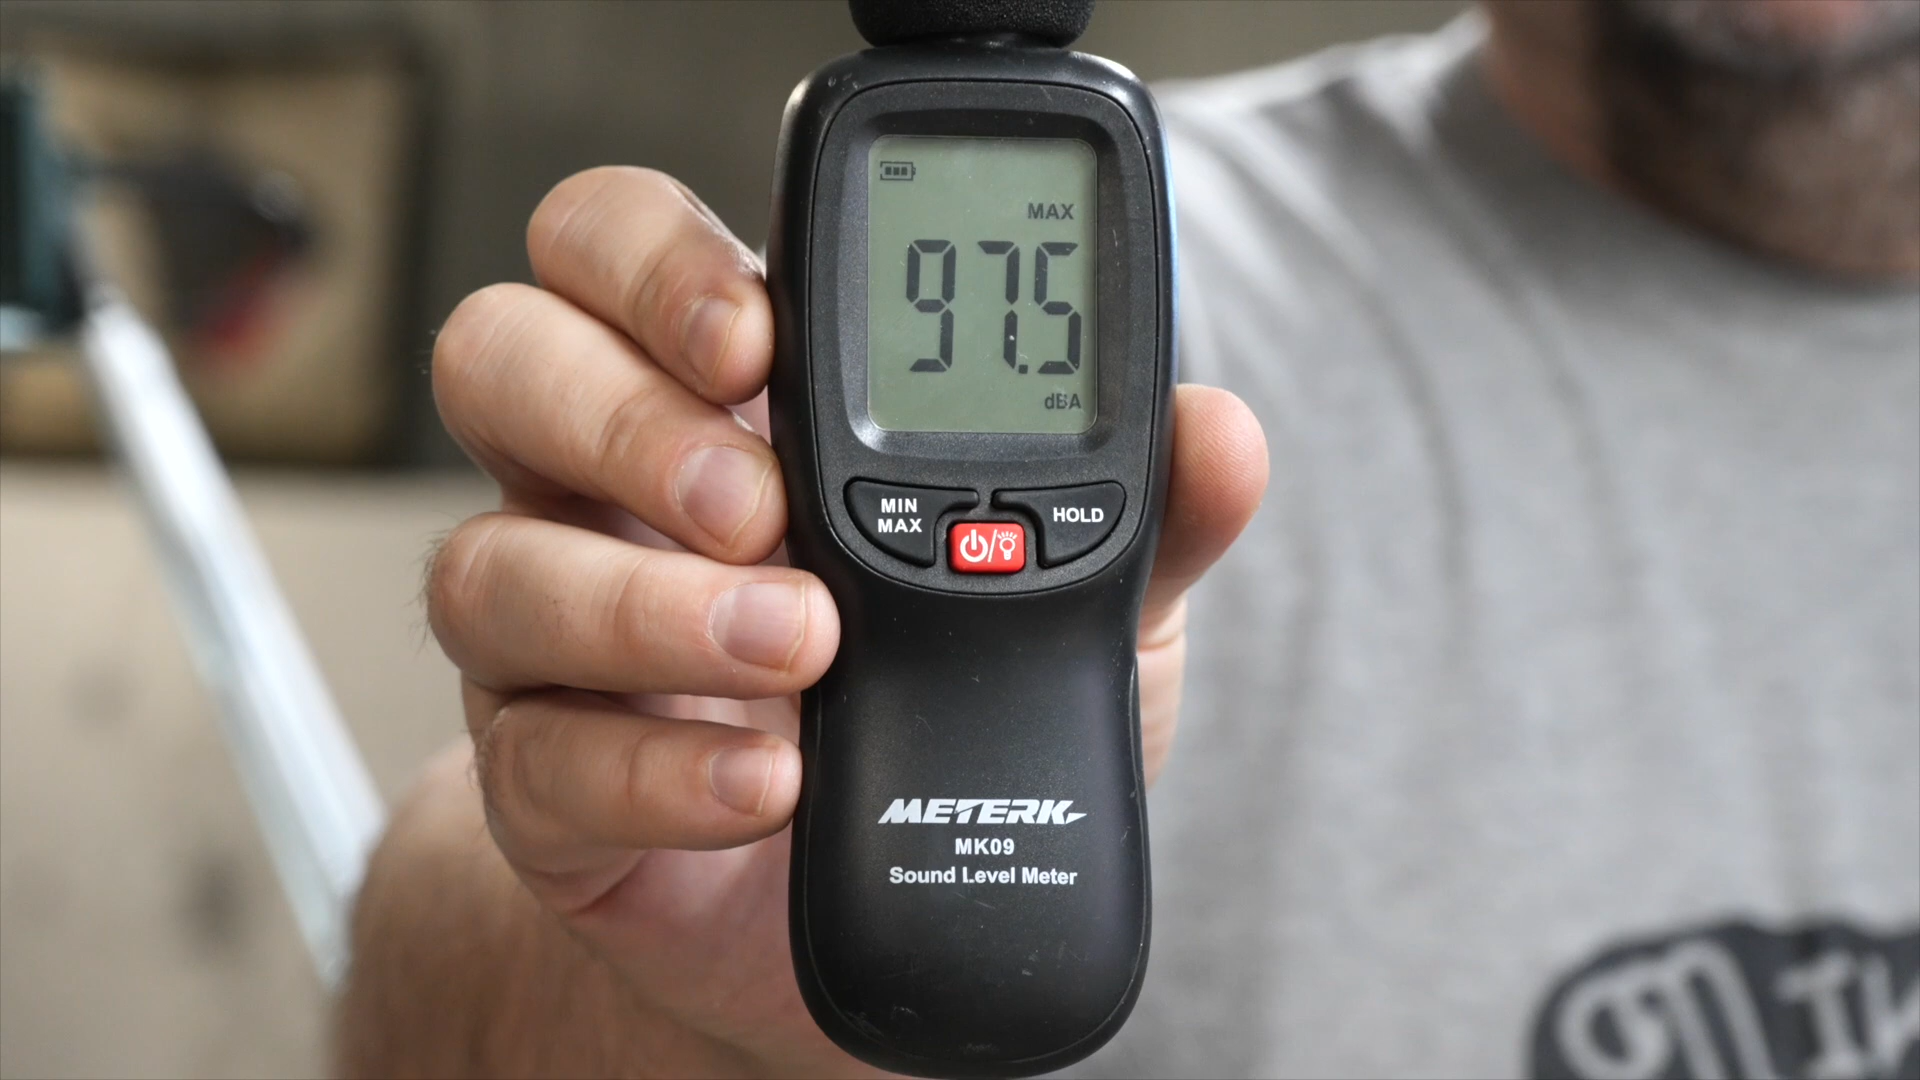 MAX
97.5
dBA
MIN
MAX
HOLD
METERK
MK09
Sound Level Meter